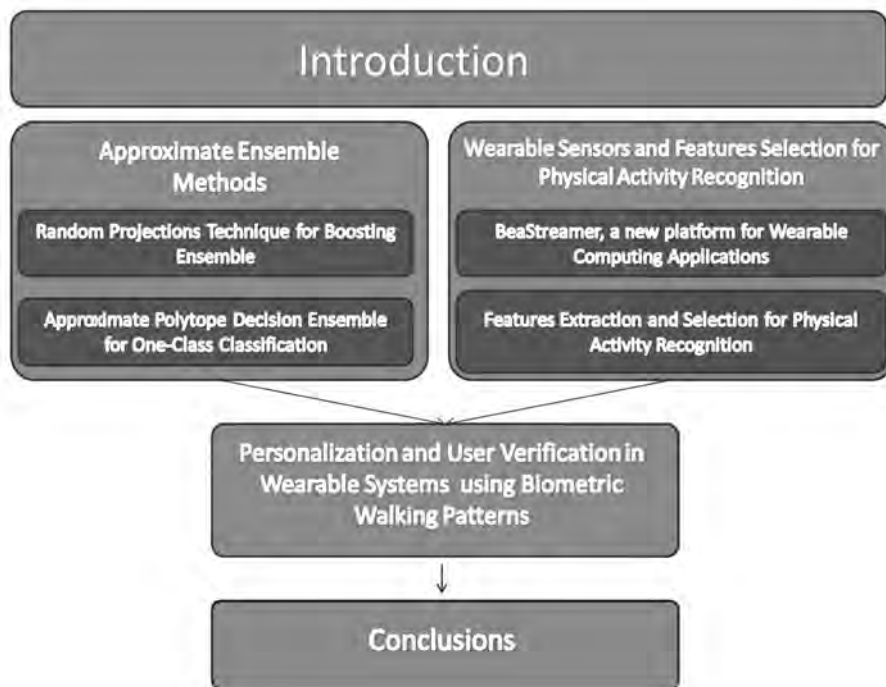 Introduction
Approximate Ensemble
Methods
Random Projections Technique for Boosting
Ensemble
Approximate Polytope Decision Ensemble
for One-Class Classification
Wearable Sensors and Features Selection for
Physical Activity Recognition
BeaStreamer, a new platform for Wearable
Computing Applications
Features Extraction and Selection for Physical
Activity Recognition
Personalization and User Verification in
Wearable Systems using Biometric
Walking Patterns
Conclusions